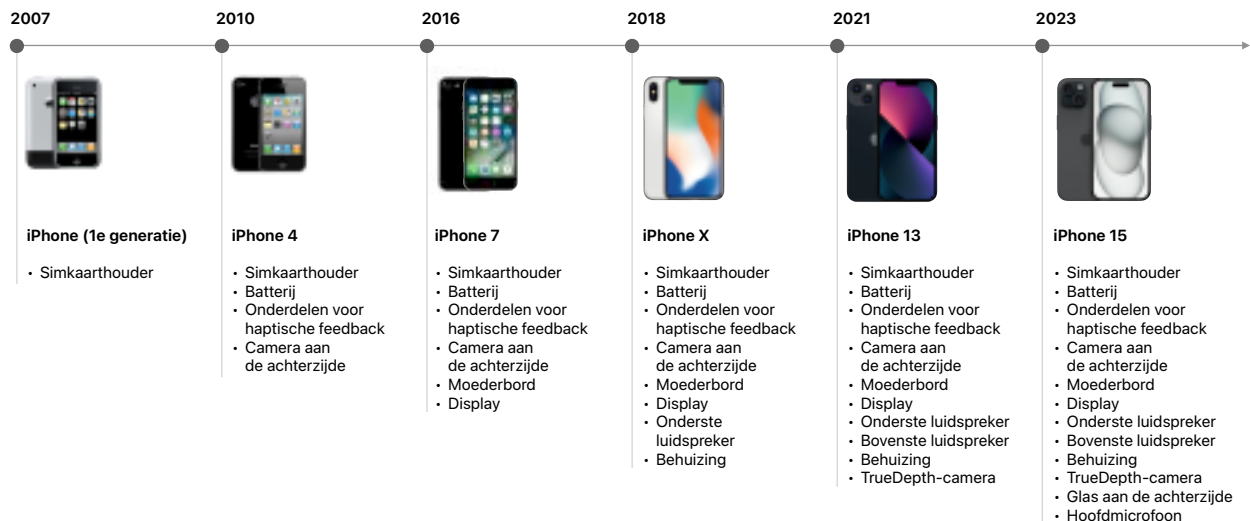 2007
2010
2016
2018
2021
2023
iPhone (1e generatie)
• Simkaarthouder
iPhone 4
• Simkaarthouder
• Batterij
• Onderdelen voor
haptische feedback
• Camera aan
de achterzijde
iPhone 7
• Simkaarthouder
• Batterij
• Onderdelen voor
haptische feedback
• Camera aan
de achterzijde
• Moederbord
• Display
iPhone X
• Simkaarthouder
• Batterij
• Onderdelen voor
haptische feedback
• Camera aan
de achterzijde
• Moederbord
• Display
• Onderste
luidspreker
• Behuizing
iPhone 13
• Simkaarthouder
• Batterij
• Onderdelen voor
haptische feedback
• Camera aan
de achterzijde
• Moederbord
• Display
• Onderste luidspreker
• Bovenste luidspreker
• Behuizing
• TrueDepth-camera
iPhone 15
• Simkaarthouder
• Batterij
• Onderdelen voor
haptische feedback
• Camera aan
de achterzijde
• Moederbord
• Display
• Onderste luidspreker
• Bovenste luidspreker
• Behuizing
• TrueDepth-camera
• Glas aan de achterzijde
• Hoofdmicrofoon